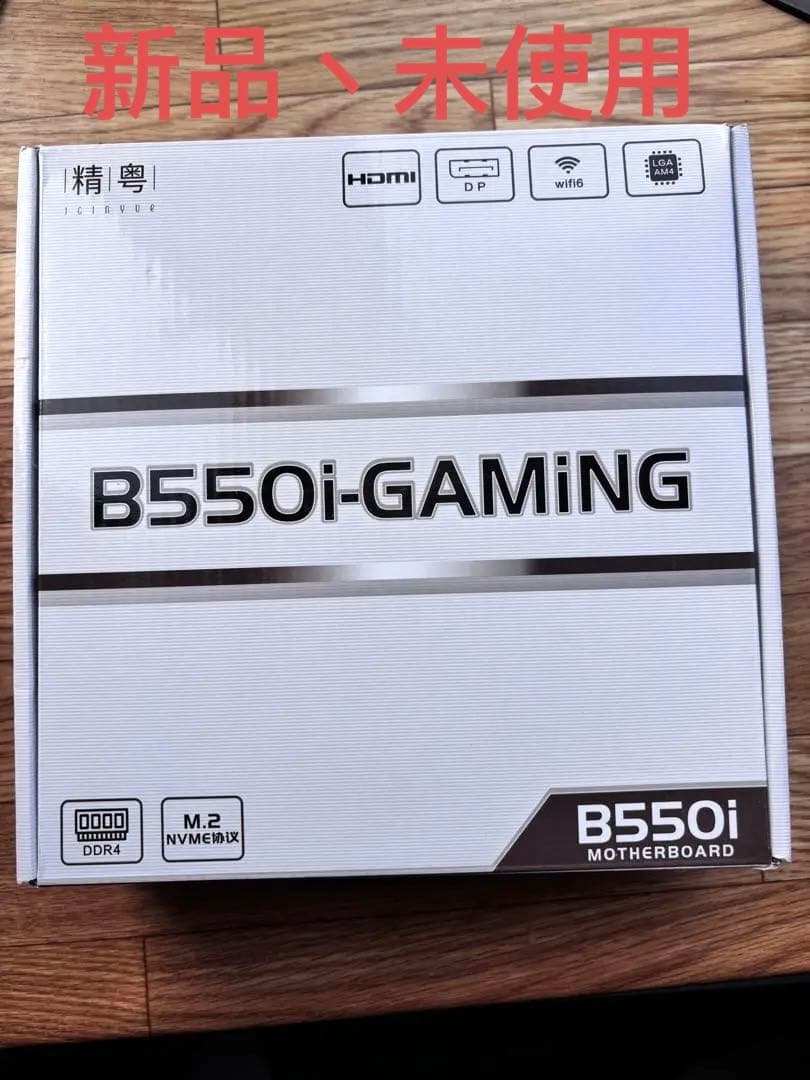 新品、未使用
精粤
JGINYUE
HDMI
DP
wifi6
LGA
AM4
B550i-GAMiNG
DDR4
M.2
NVME协议
B550i
MOTHERBOARD